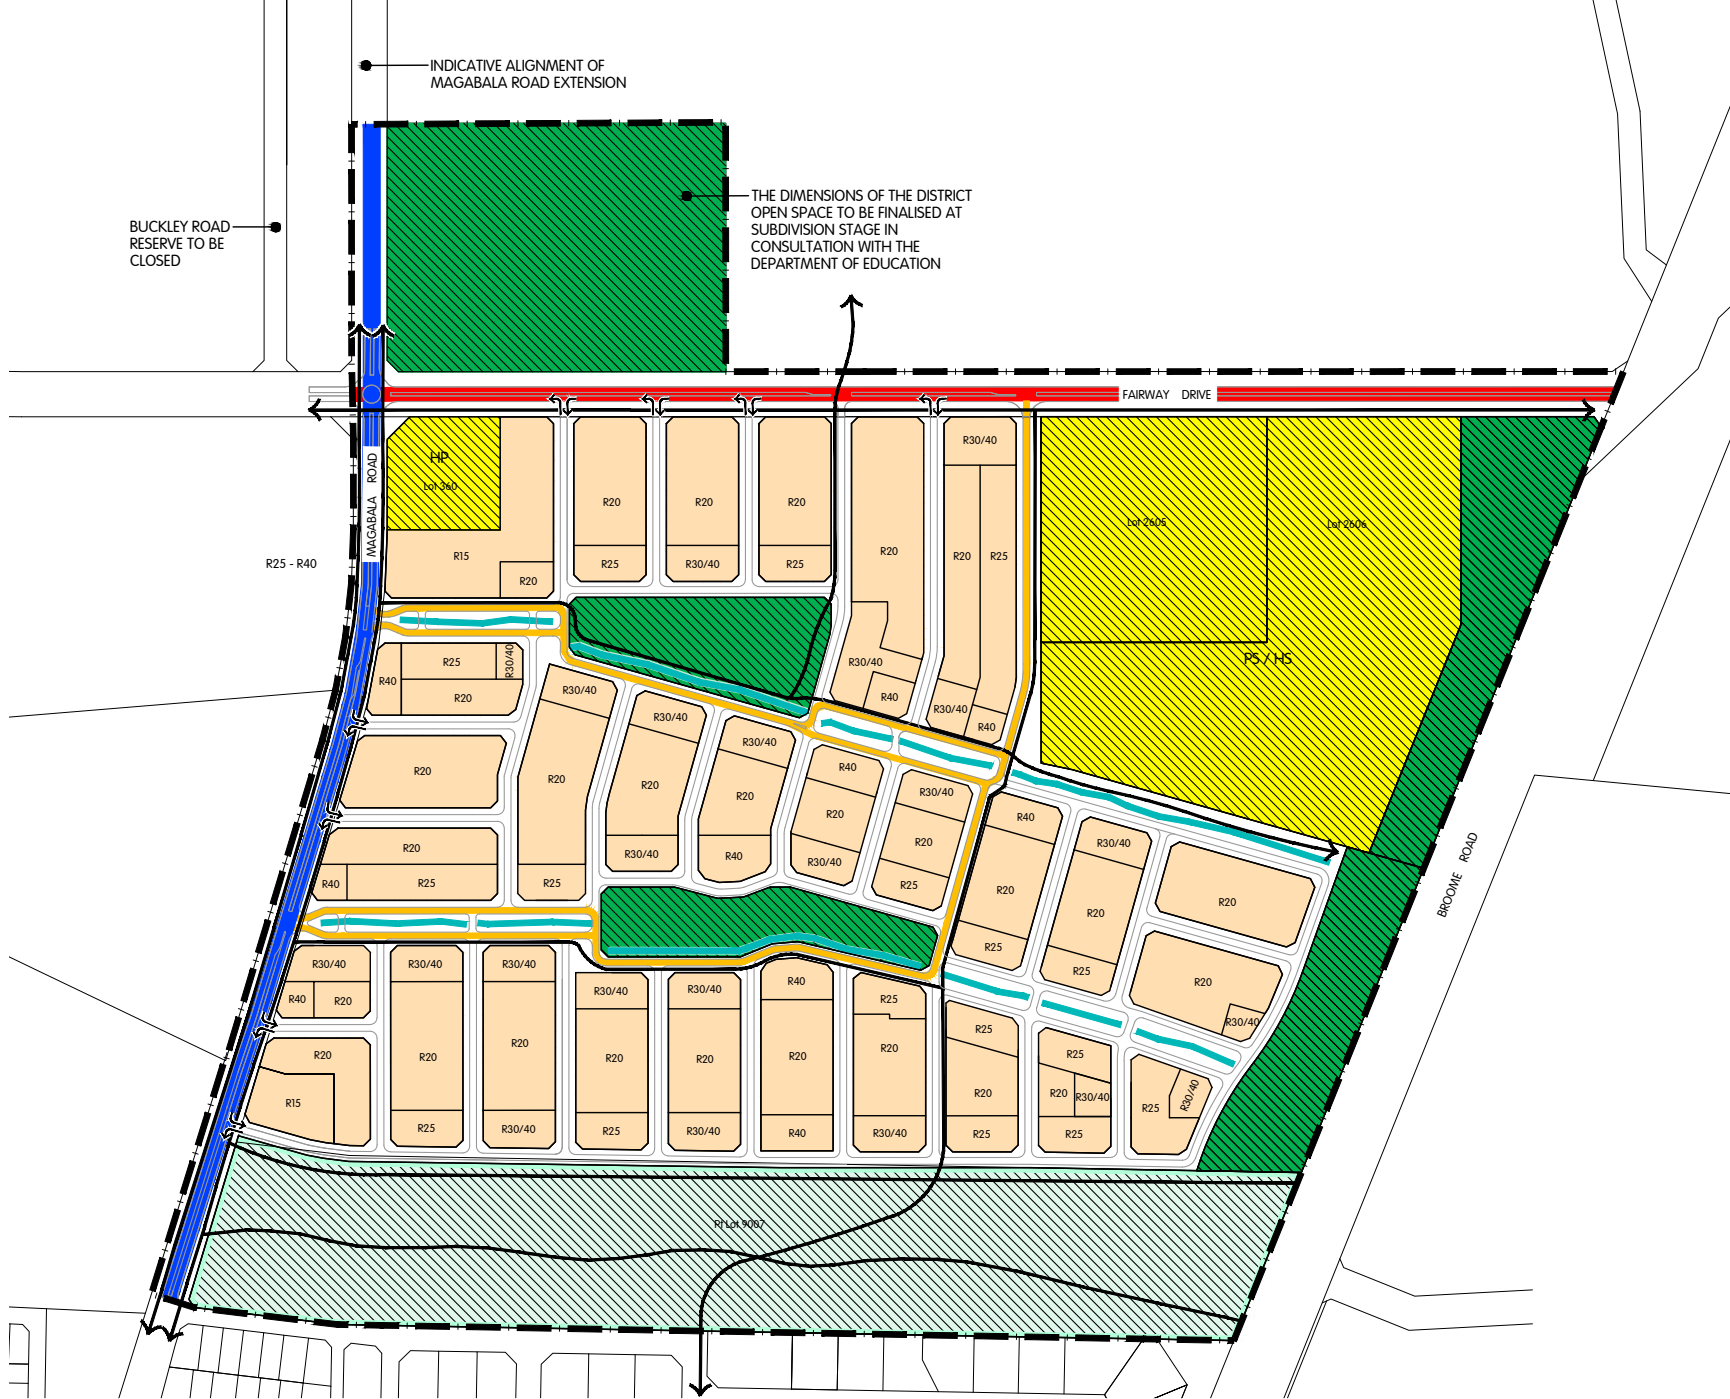 INDICATIVE ALIGNMENT OF
MAGABALA ROAD EXTENSION
THE DIMENSIONS OF THE DISTRICT
OPEN SPACE TO BE FINALISED AT
SUBDIVISION STAGE IN
CONSULTATION WITH THE
DEPARTMENT OF EDUCATION
BUCKLEY ROAD
RESERVE TO BE
CLOSED
FAIRWAY DRIVE
MAGABALA ROAD
HP
Lot 360
R30/40
R20
R20
R20
Lot 2605
Lot 2606
R25 - R40
R15
R20
R25
R30/40
R25
R20
R20
R25
PS / HS
R40
R25
R30/40
R20
R30/40
R40
R30/40
R40
R30/40
R30/40
R30/40
R40
R30/40
R20
R20
R20
R20
R20
R20
R40
R30/40
R20
R40
R25
R25
R30/40
R40
R30/40
R25
R20
R20
R20
BROOME ROAD
R25
R25
R20
R30/40
R30/40
R40
R20
R30/40
R30/40
R30/40
R30/40
R40
R25
R20
R15
R20
R20
R20
R20
R20
R20
R25
R20
R25
R20
R30/40
R25
R30/40
R25
R30/40
R25
R30/40
R40
R30/40
R25
R25
Pt Lot 9007